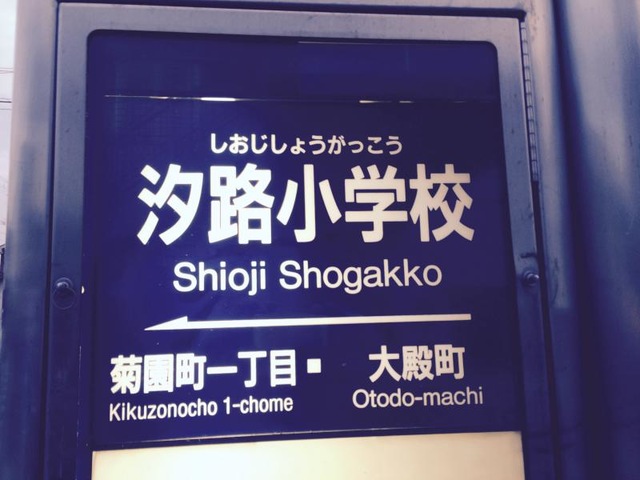 しおじしょうがっこう
汐路小学校
Shioji Shogakko
菊園町一丁目 ■ 大殿町
Kikuzonocho 1-chome Otodo-machi